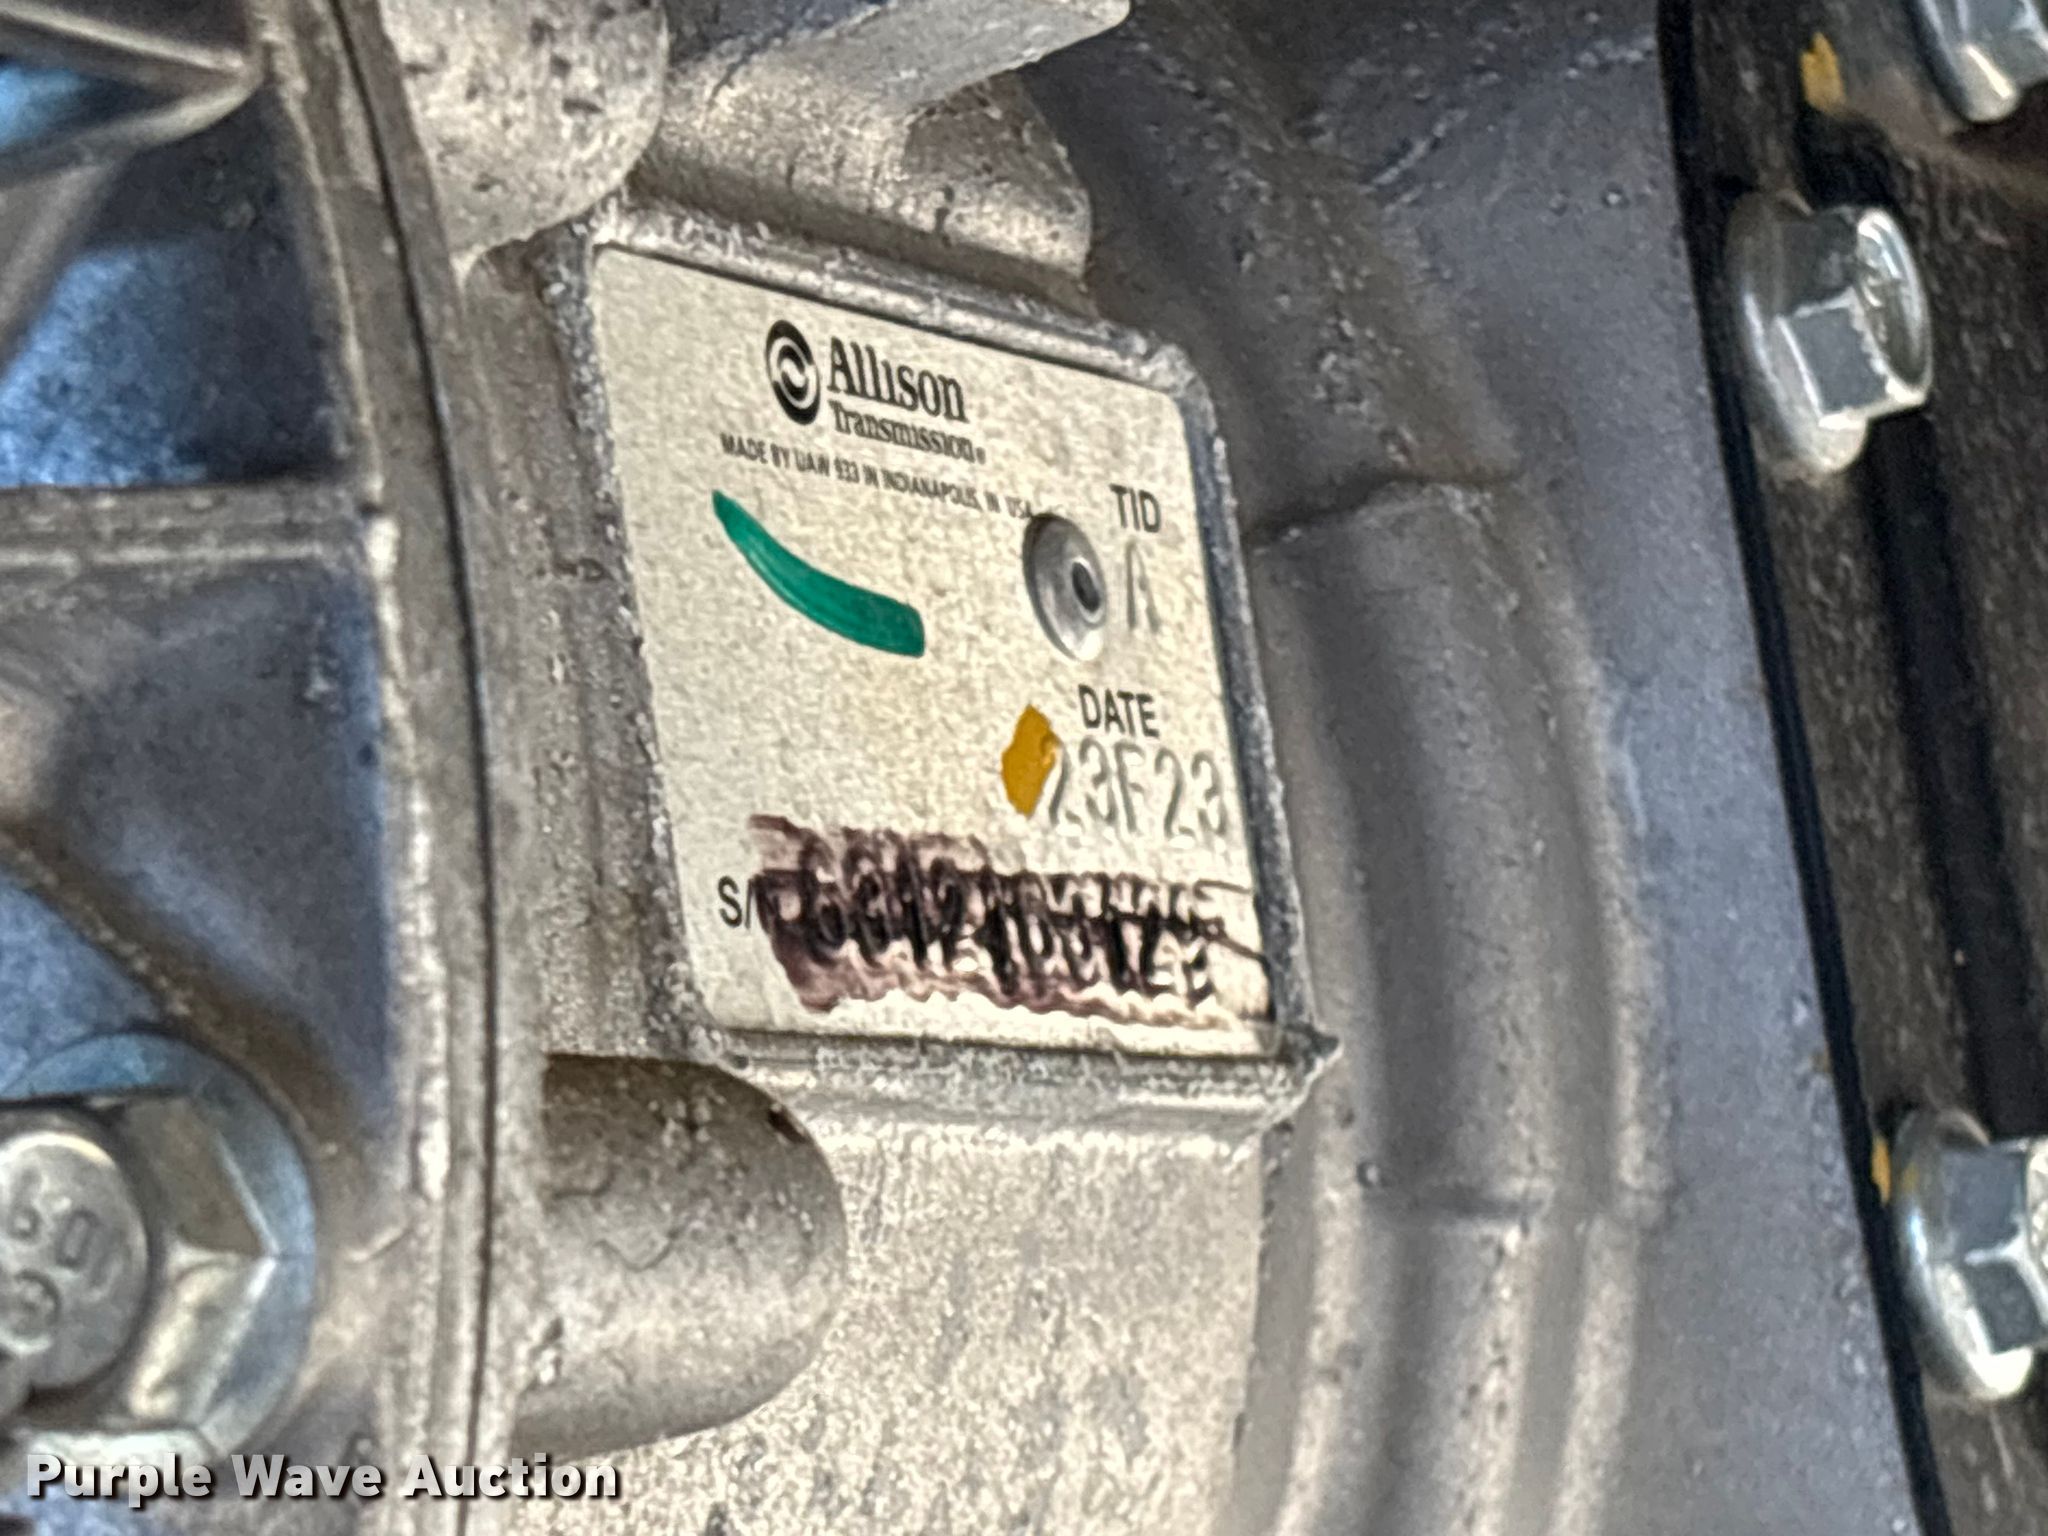 Allison
Transmission®
MADE BY UAW 933 IN INDIANAPOLIS, IN USA
TID
A
DATE
23F23
S/N
Purple Wave Auction